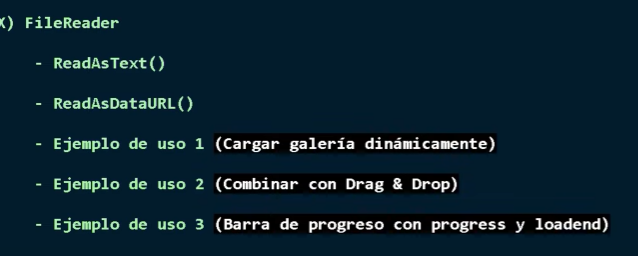 X) FileReader
- ReadAsText()
- ReadAsDataURL()
- Ejemplo de uso 1 (Cargar galería dinámicamente)
- Ejemplo de uso 2 (Combinar con Drag & Drop)
- Ejemplo de uso 3 (Barra de progreso con progress y loadend)